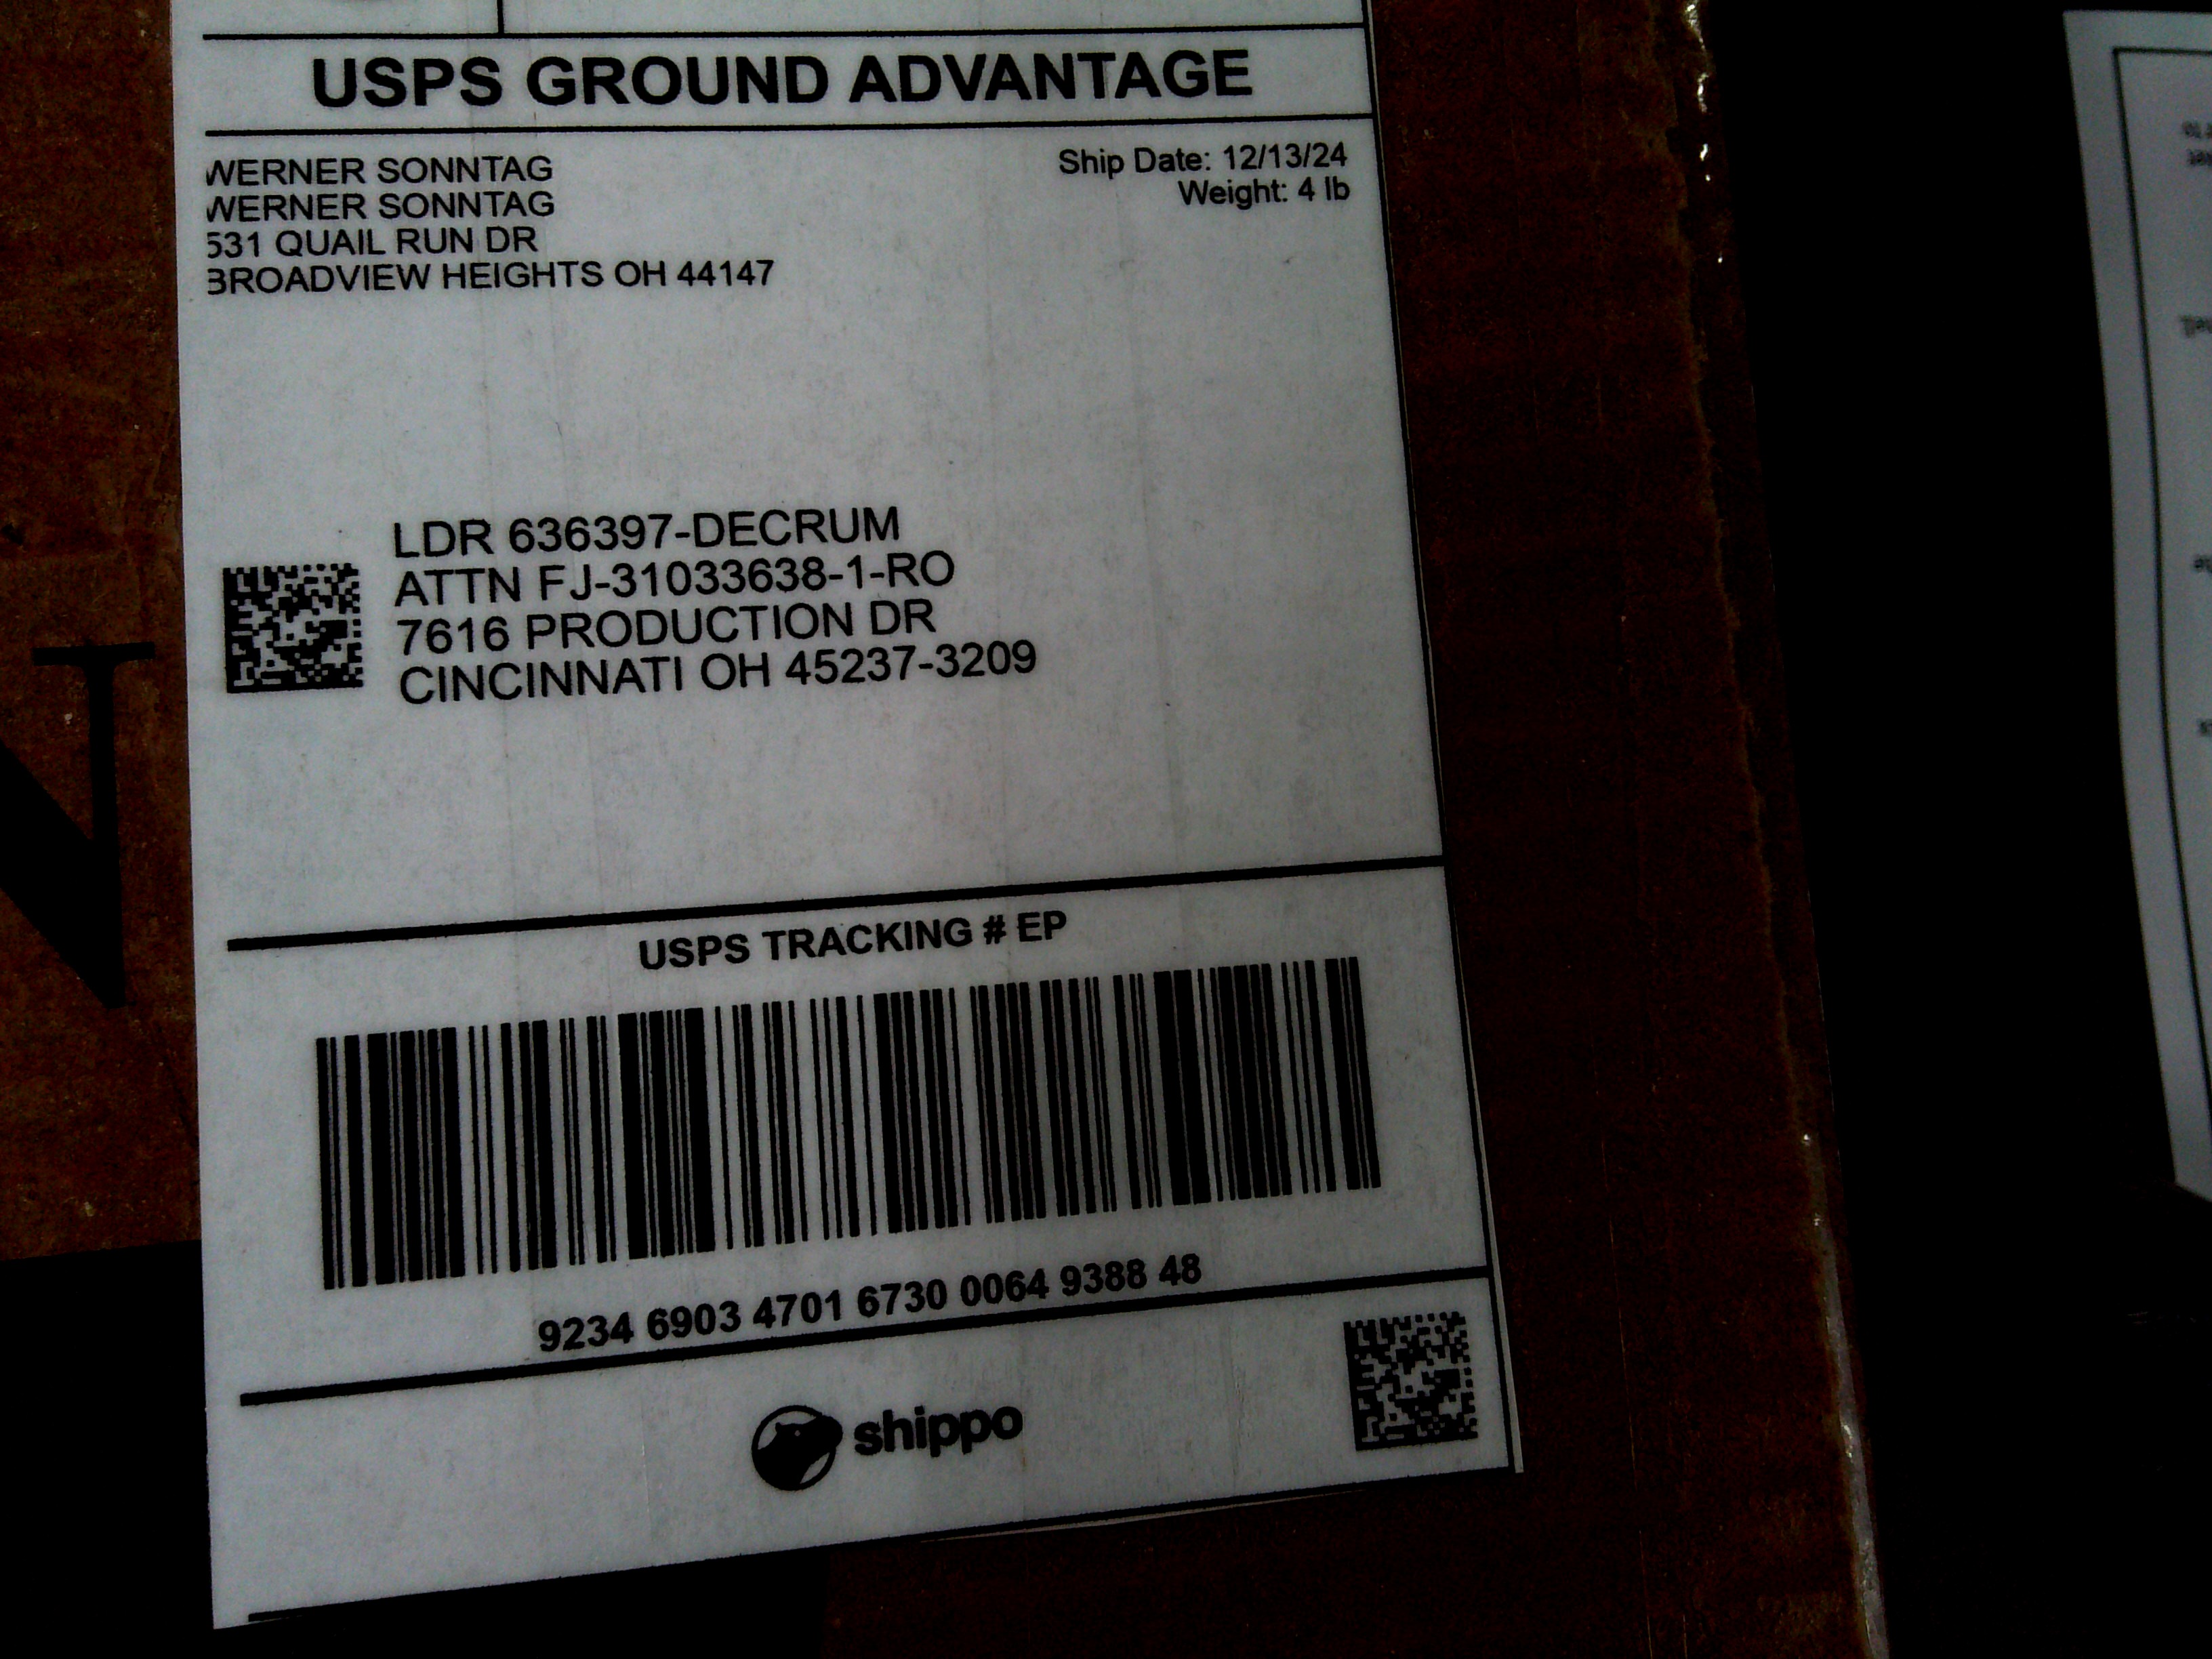 USPS GROUND ADVANTAGE
WERNER SONNTAG
WERNER SONNTAG
531 QUAIL RUN DR
BROADVIEW HEIGHTS OH 44147
Ship Date: 12/13/24
Weight: 4 lb
LDR 636397-DECRUM
ATTN FJ-31033638-1-RO
7616 PRODUCTION DR
CINCINNATI OH 45237-3209
USPS TRACKING # EP
9234 6903 4701 6730 0064 9388 48
shippo